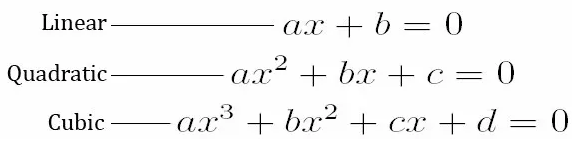 Linear ax + b = 0
Quadratic ax² + bx + c = 0
Cubic ax³ + bx² + cx + d = 0